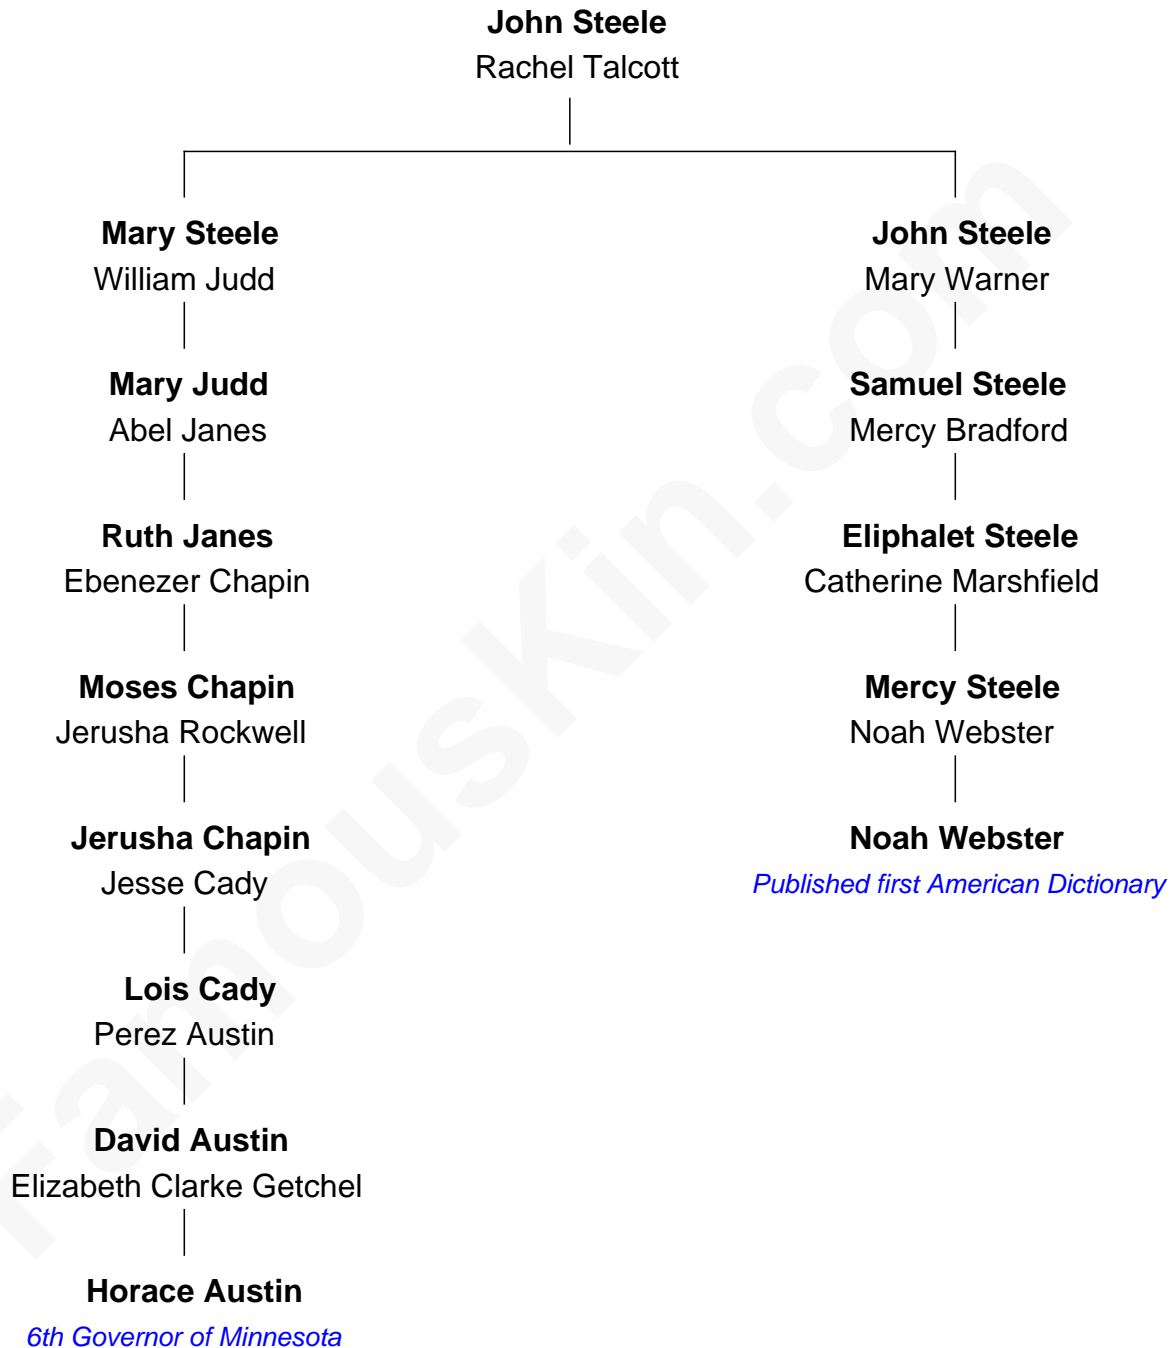 John Steele
Rachel Talcott
Mary Steele
William Judd
John Steele
Mary Warner
Mary Judd
Abel Janes
Samuel Steele
Mercy Bradford
Ruth Janes
Ebenezer Chapin
Eliphalet Steele
Catherine Marshfield
Moses Chapin
Jerusha Rockwell
Mercy Steele
Noah Webster
Jerusha Chapin
Jesse Cady
Noah Webster
Published first American Dictionary
Lois Cady
Perez Austin
David Austin
Elizabeth Clarke Getchel
Horace Austin
6th Governor of Minnesota
FamousKin.com